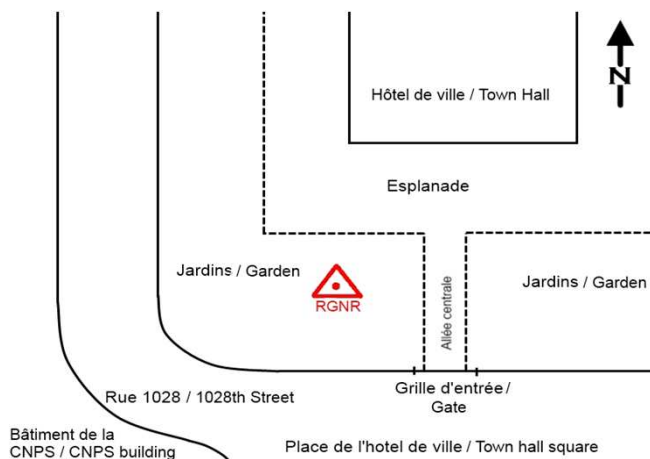 N
Hôtel de ville / Town Hall
Esplanade
Jardins / Garden
RGNR
Allée centrale
Jardins / Garden
Rue 1028 / 1028th Street
Grille d'entrée /
Gate
Bâtiment de la
CNPS / CNPS building
Place de l'hotel de ville / Town hall square